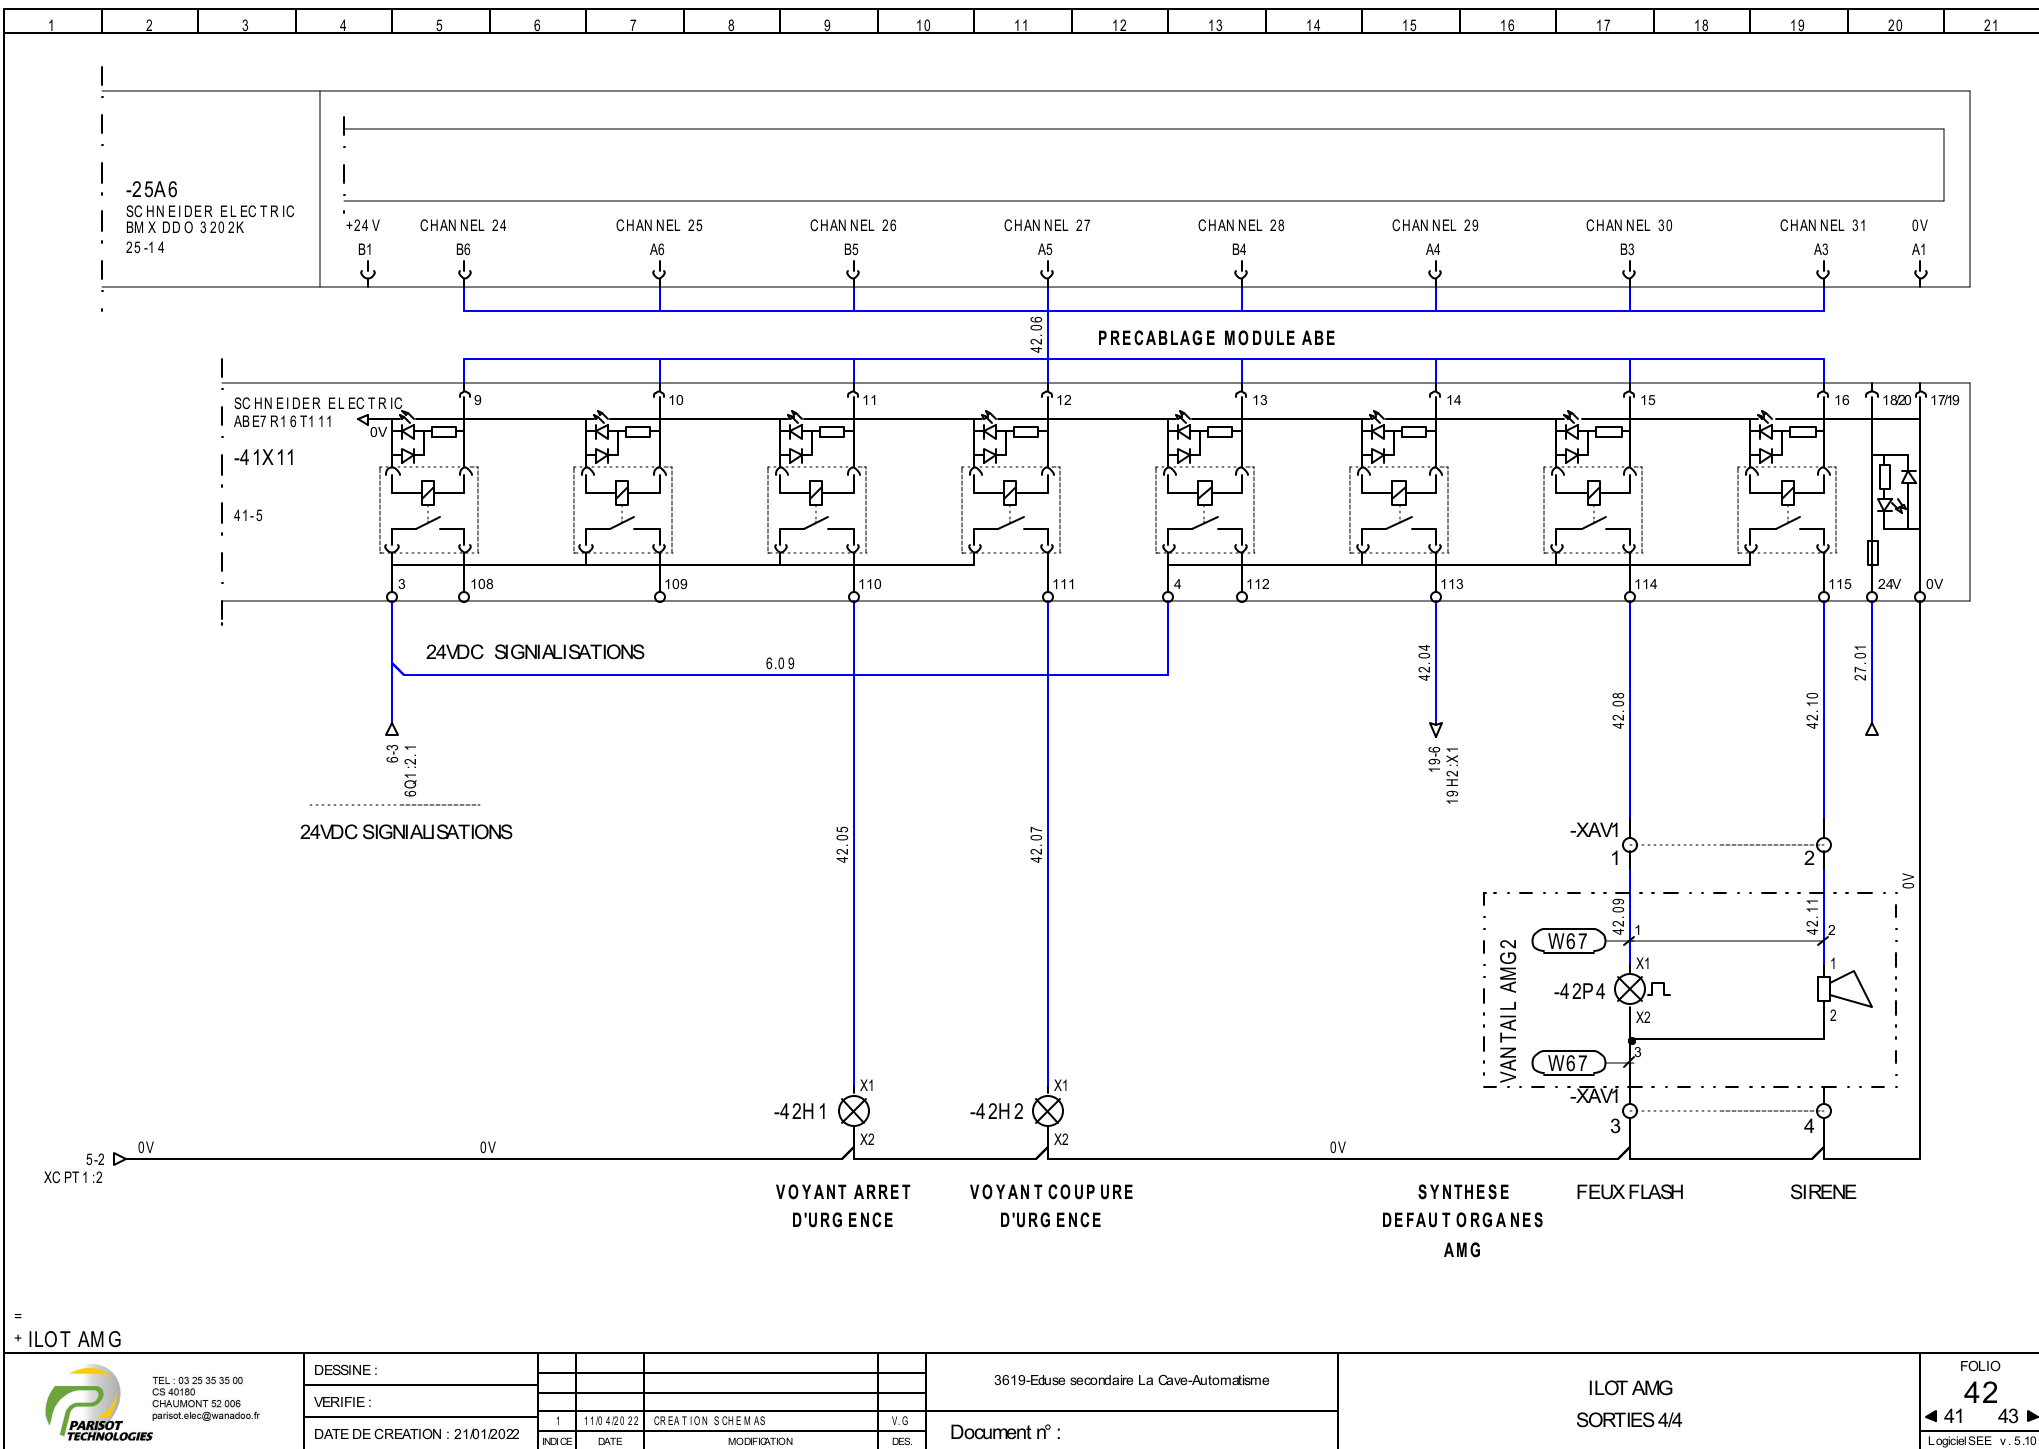 1 2 3 4 5 6 7 8 9 10 11 12 13 14 15 16 17 18 19 20 21
-25A6
SCHNEIDER ELECTRIC
BMX DDO 3202K
25-14
+24V CHANNEL 24 CHANNEL 25 CHANNEL 26 CHANNEL 27 CHANNEL 28 CHANNEL 29 CHANNEL 30 CHANNEL 31 0V
B1 B6 A6 B5 A5 B4 A4 B3 A3 A1
42.06
PRECABLAGE MODULE ABE
SCHNEIDER ELECTRIC
ABE7R16T111
0V
-41X11
41-5
9 10 11 12 13 14 15 16 18/20 17/19
3 108 109 110 111 4 112 113 114 115 24V 0V
24VDC SIGNIALISATIONS
6.09
42.04
27.01
42.08
42.10
6-3
6Q1:2.1
19-6
19H2:X1
24VDC SIGNIALISATIONS
42.05
42.07
-XAV1
1 2
0V
42.09
42.11
W67
1 2
VANTAIL AMG2
X1 1
-42P4
X2 2
W67
3
-XAV1
3 4
X1 X1
-42H1 -42H2
X2 X2
5-2
XCPT1:2
0V 0V 0V
VOYANT ARRET
D'URGENCE
VOYANT COUPURE
D'URGENCE
SYNTHESE
DEFAUT ORGANES
AMG
FEUX FLASH
SIRENE
=
+ ILOT AMG
PARISOT
TECHNOLOGIES
TEL : 03 25 35 35 00
CS 40180
CHAUMONT 52 006
parisot.elec@wanadoo.fr
DESSINE :
VERIFIE :
DATE DE CREATION : 21/01/2022
1 11/04/2022 CREATION SCHEMAS V.G
INDICE DATE MODIFICATION DES.
3619-Eduse secondaire La Cave-Automatisme
Document n° :
ILOT AMG
SORTIES 4/4
FOLIO
42
41 43
Logiciel SEE v. 5.10